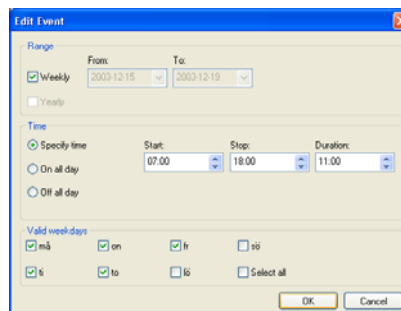 Edit Event
Range
From: To:
Weekly 2003-12-15 2003-12-19
Yearly
Time
Specify time Start: Stop: Duration:
07:00 18:00 11:00
On all day
Off all day
Valid weekdays
må on fr sö
ti to lö Select all
OK Cancel